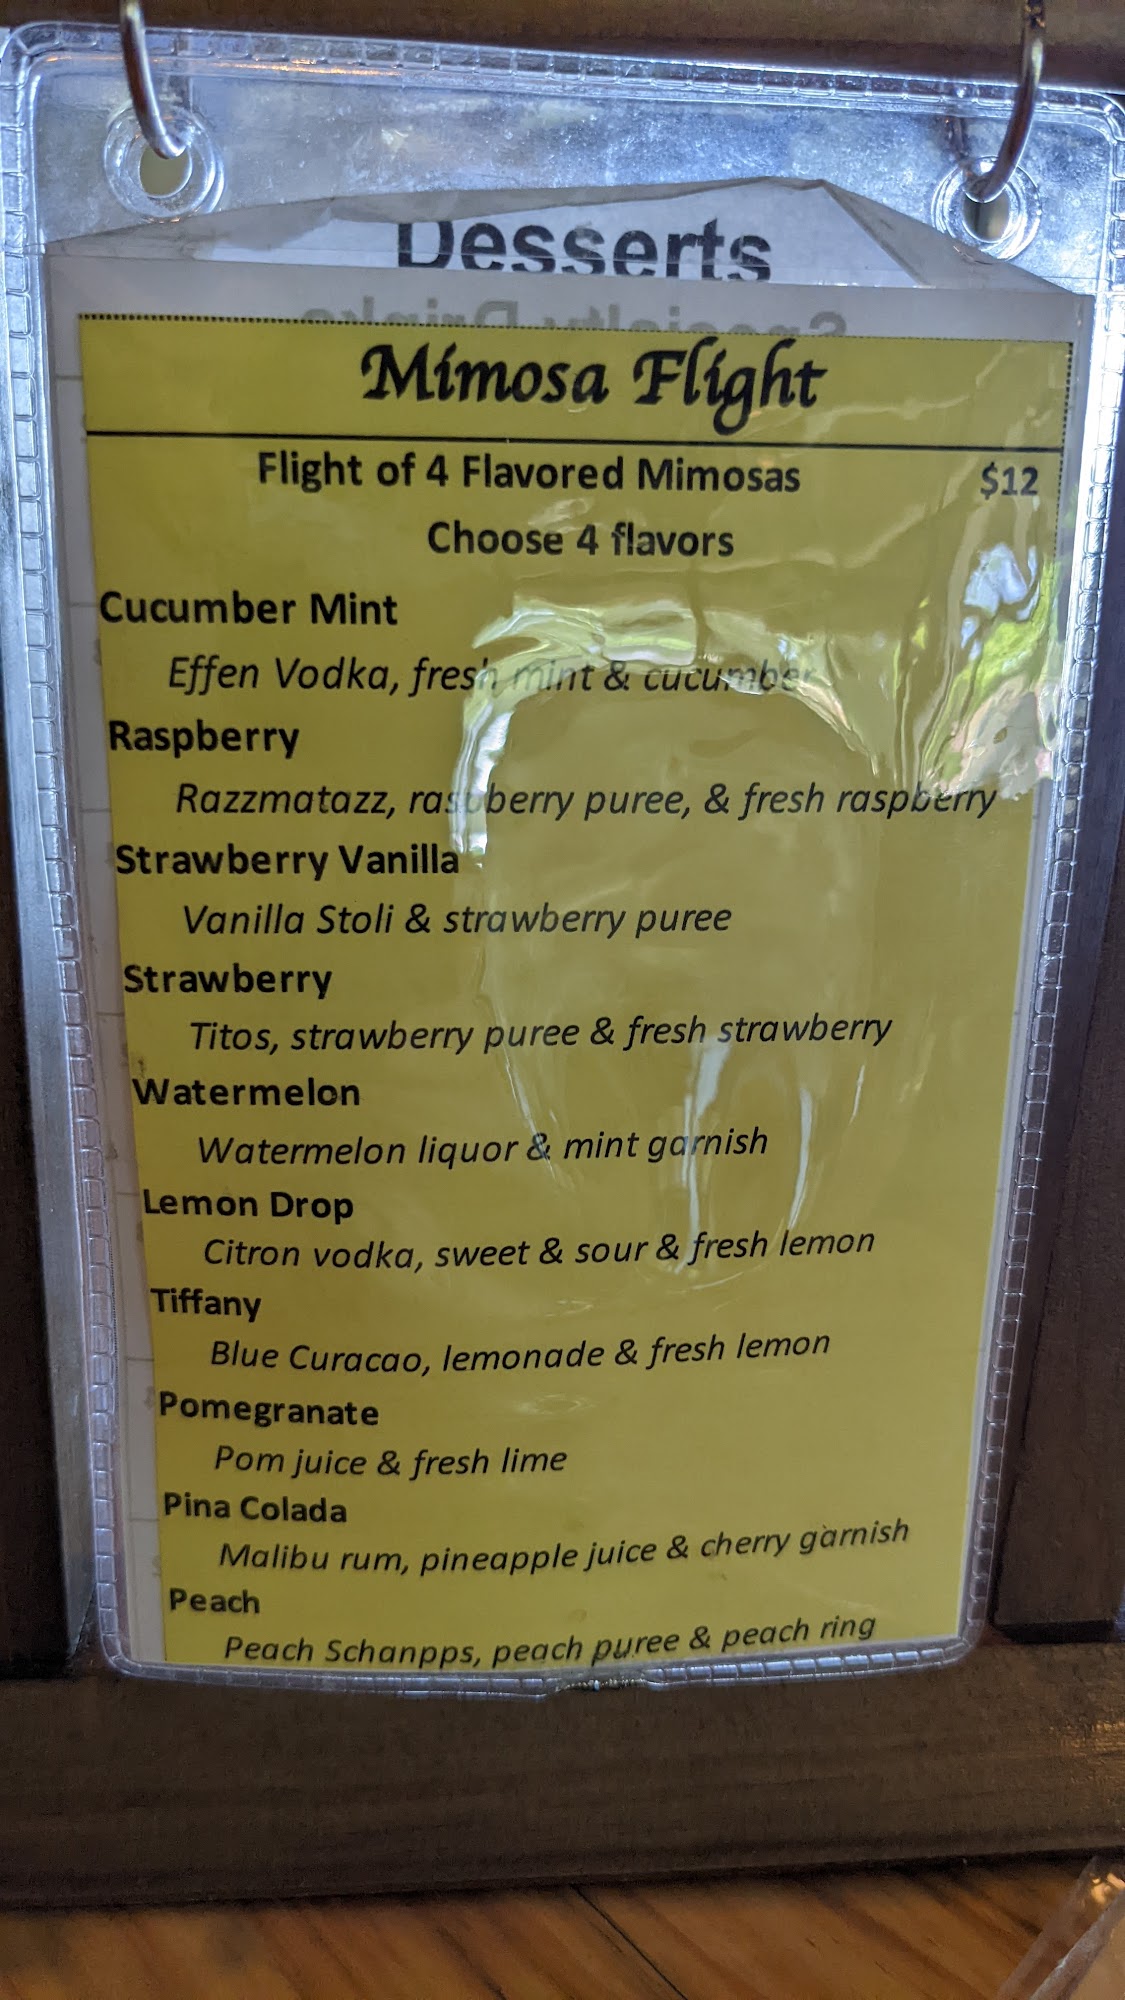 Desserts
Specialty Drinks
Mimosa Flight
Flight of 4 Flavored Mimosas $12
Choose 4 flavors
Cucumber Mint
Effen Vodka, fresh mint & cucumber
Raspberry
Razzmatazz, raspberry puree, & fresh raspberry
Strawberry Vanilla
Vanilla Stoli & strawberry puree
Strawberry
Titos, strawberry puree & fresh strawberry
Watermelon
Watermelon liquor & mint garnish
Lemon Drop
Citron vodka, sweet & sour & fresh lemon
Tiffany
Blue Curacao, lemonade & fresh lemon
Pomegranate
Pom juice & fresh lime
Pina Colada
Malibu rum, pineapple juice & cherry garnish
Peach
Peach Schanpps, peach puree & peach ring